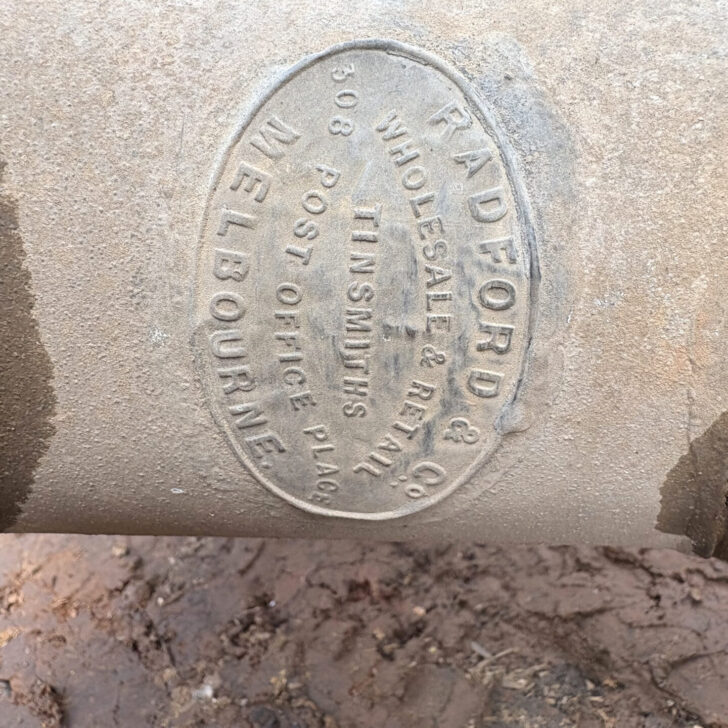 RADFORD & Co
WHOLESALE & RETAIL
TINSMITHS
308 POST OFFICE PLACE
MELBOURNE.